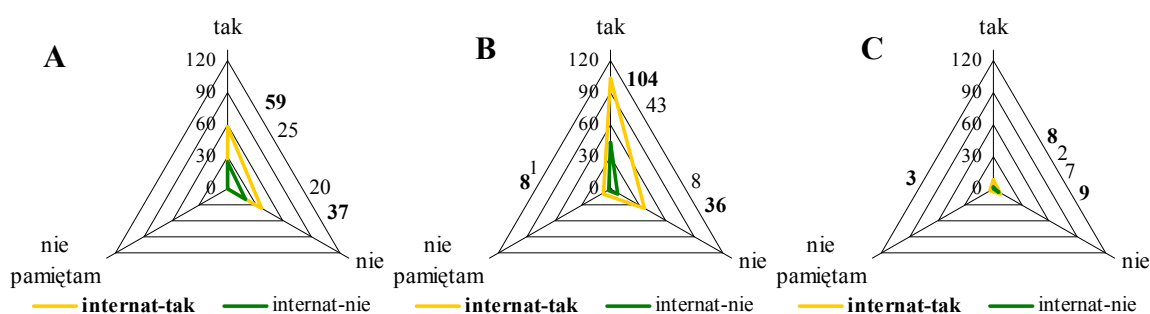 A
tak
120
90
60
30
0
59
25
20
37
nie
pamiętam
nie
internat-tak
internat-nie
B
tak
120
90
60
30
0
104
43
8
36
1
8
nie
pamiętam
nie
internat-tak
internat-nie
C
tak
120
90
60
30
0
8
2
7
9
3
nie
pamiętam
nie
internat-tak
internat-nie